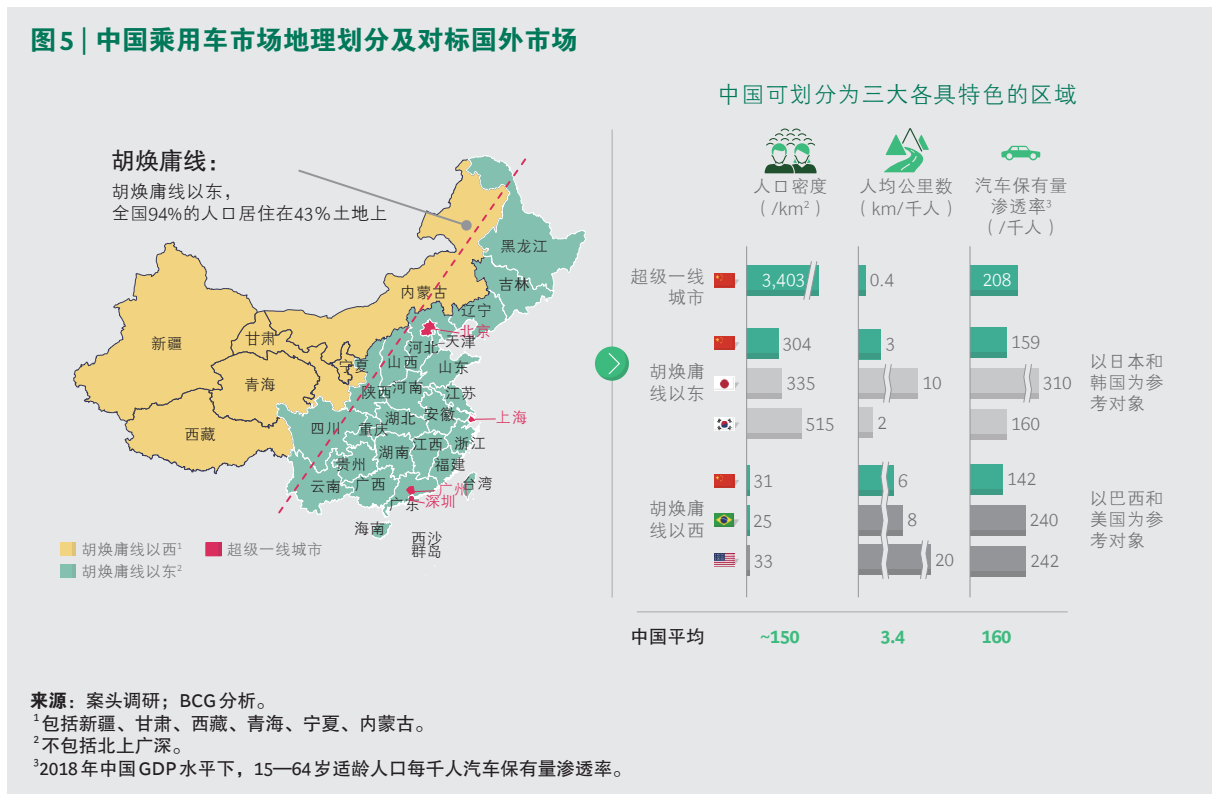 图5 | 中国乘用车市场地理划分及对标国外市场
中国可划分为三大各具特色的区域
胡焕庸线：
胡焕庸线以东，
全国94%的人口居住在43%土地上
黑龙江
吉林
内蒙古
辽宁
北京
新疆
甘肃
天津
河北
宁夏
山西
山东
青海
陕西
河南
江苏
西藏
四川
重庆
湖北
安徽
上海
湖南
江西
浙江
贵州
福建
云南
广西
广州
台湾
广东
深圳
海南
西沙
群岛
胡焕庸线以西¹
超级一线城市
胡焕庸线以东²
人口密度
（/km²）
人均公里数
（km/千人）
汽车保有量
渗透率³
（/千人）
超级一线
城市
3,403
0.4
208
胡焕庸
线以东
304
3
159
335
10
310
515
2
160
以日本和
韩国为参
考对象
胡焕庸
线以西
31
6
142
25
8
240
33
20
242
以巴西和
美国为参
考对象
中国平均
~150
3.4
160
来源：案头调研；BCG分析。
¹包括新疆、甘肃、西藏、青海、宁夏、内蒙古。
²不包括北上广深。
³2018年中国GDP水平下，15—64岁适龄人口每千人汽车保有量渗透率。